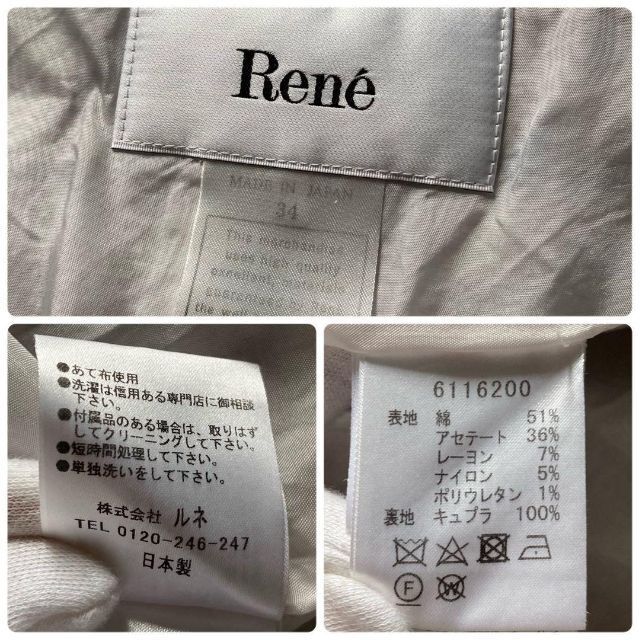 René
MADE IN JAPAN
34
This merchandise
uses high quality
excellent, materials
guaranteed by René
●あて布使用
●洗濯は信用ある専門店に御相談
下さい。
●付属品のある場合は、取りはず
してクリーニングして下さい。
●短時間処理して下さい。
●単独洗いをして下さい。
株式会社 ルネ
TEL 0120-246-247
日本製
6116200
表地 綿 51%
アセテート 36%
レーヨン 7%
ナイロン 5%
ポリウレタン 1%
裏地 キュプラ 100%
F W